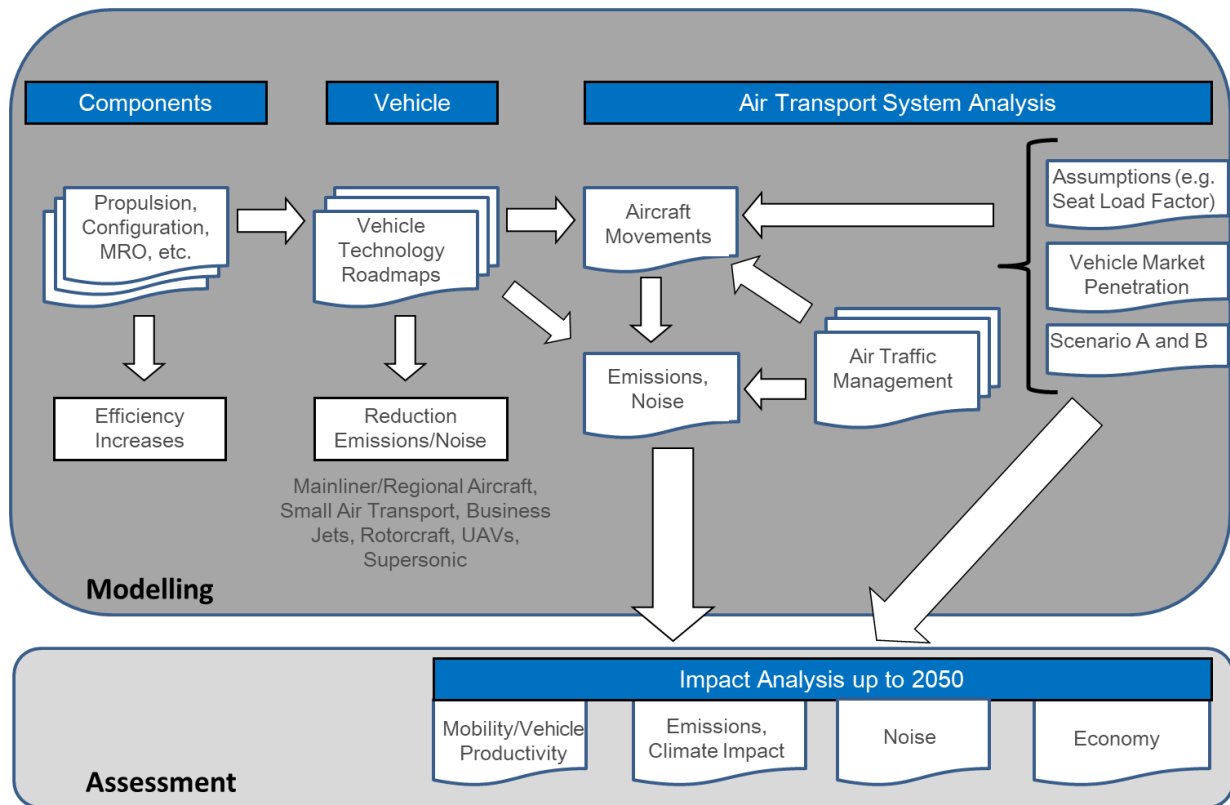 Components
Vehicle
Air Transport System Analysis
Propulsion,
Configuration,
MRO, etc.
Vehicle
Technology
Roadmaps
Aircraft
Movements
Assumptions (e.g.
Seat Load Factor)
Vehicle Market
Penetration
Scenario A and B
Air Traffic
Management
Emissions,
Noise
Efficiency
Increases
Reduction
Emissions/Noise
Mainliner/Regional Aircraft,
Small Air Transport, Business
Jets, Rotorcraft, UAVs,
Supersonic
Modelling
Impact Analysis up to 2050
Mobility/Vehicle
Productivity
Emissions,
Climate Impact
Noise
Economy
Assessment